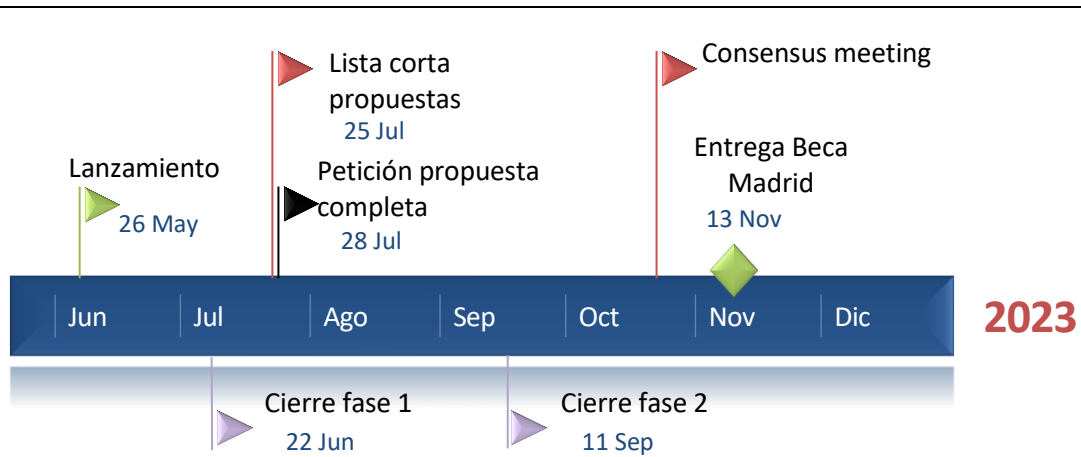 Lista corta
propuestas
25 Jul
Consensus meeting
Lanzamiento
26 May
Petición propuesta
completa
28 Jul
Entrega Beca
Madrid
13 Nov
Jun Jul Ago Sep Oct Nov Dic
2023
Cierre fase 1
22 Jun
Cierre fase 2
11 Sep